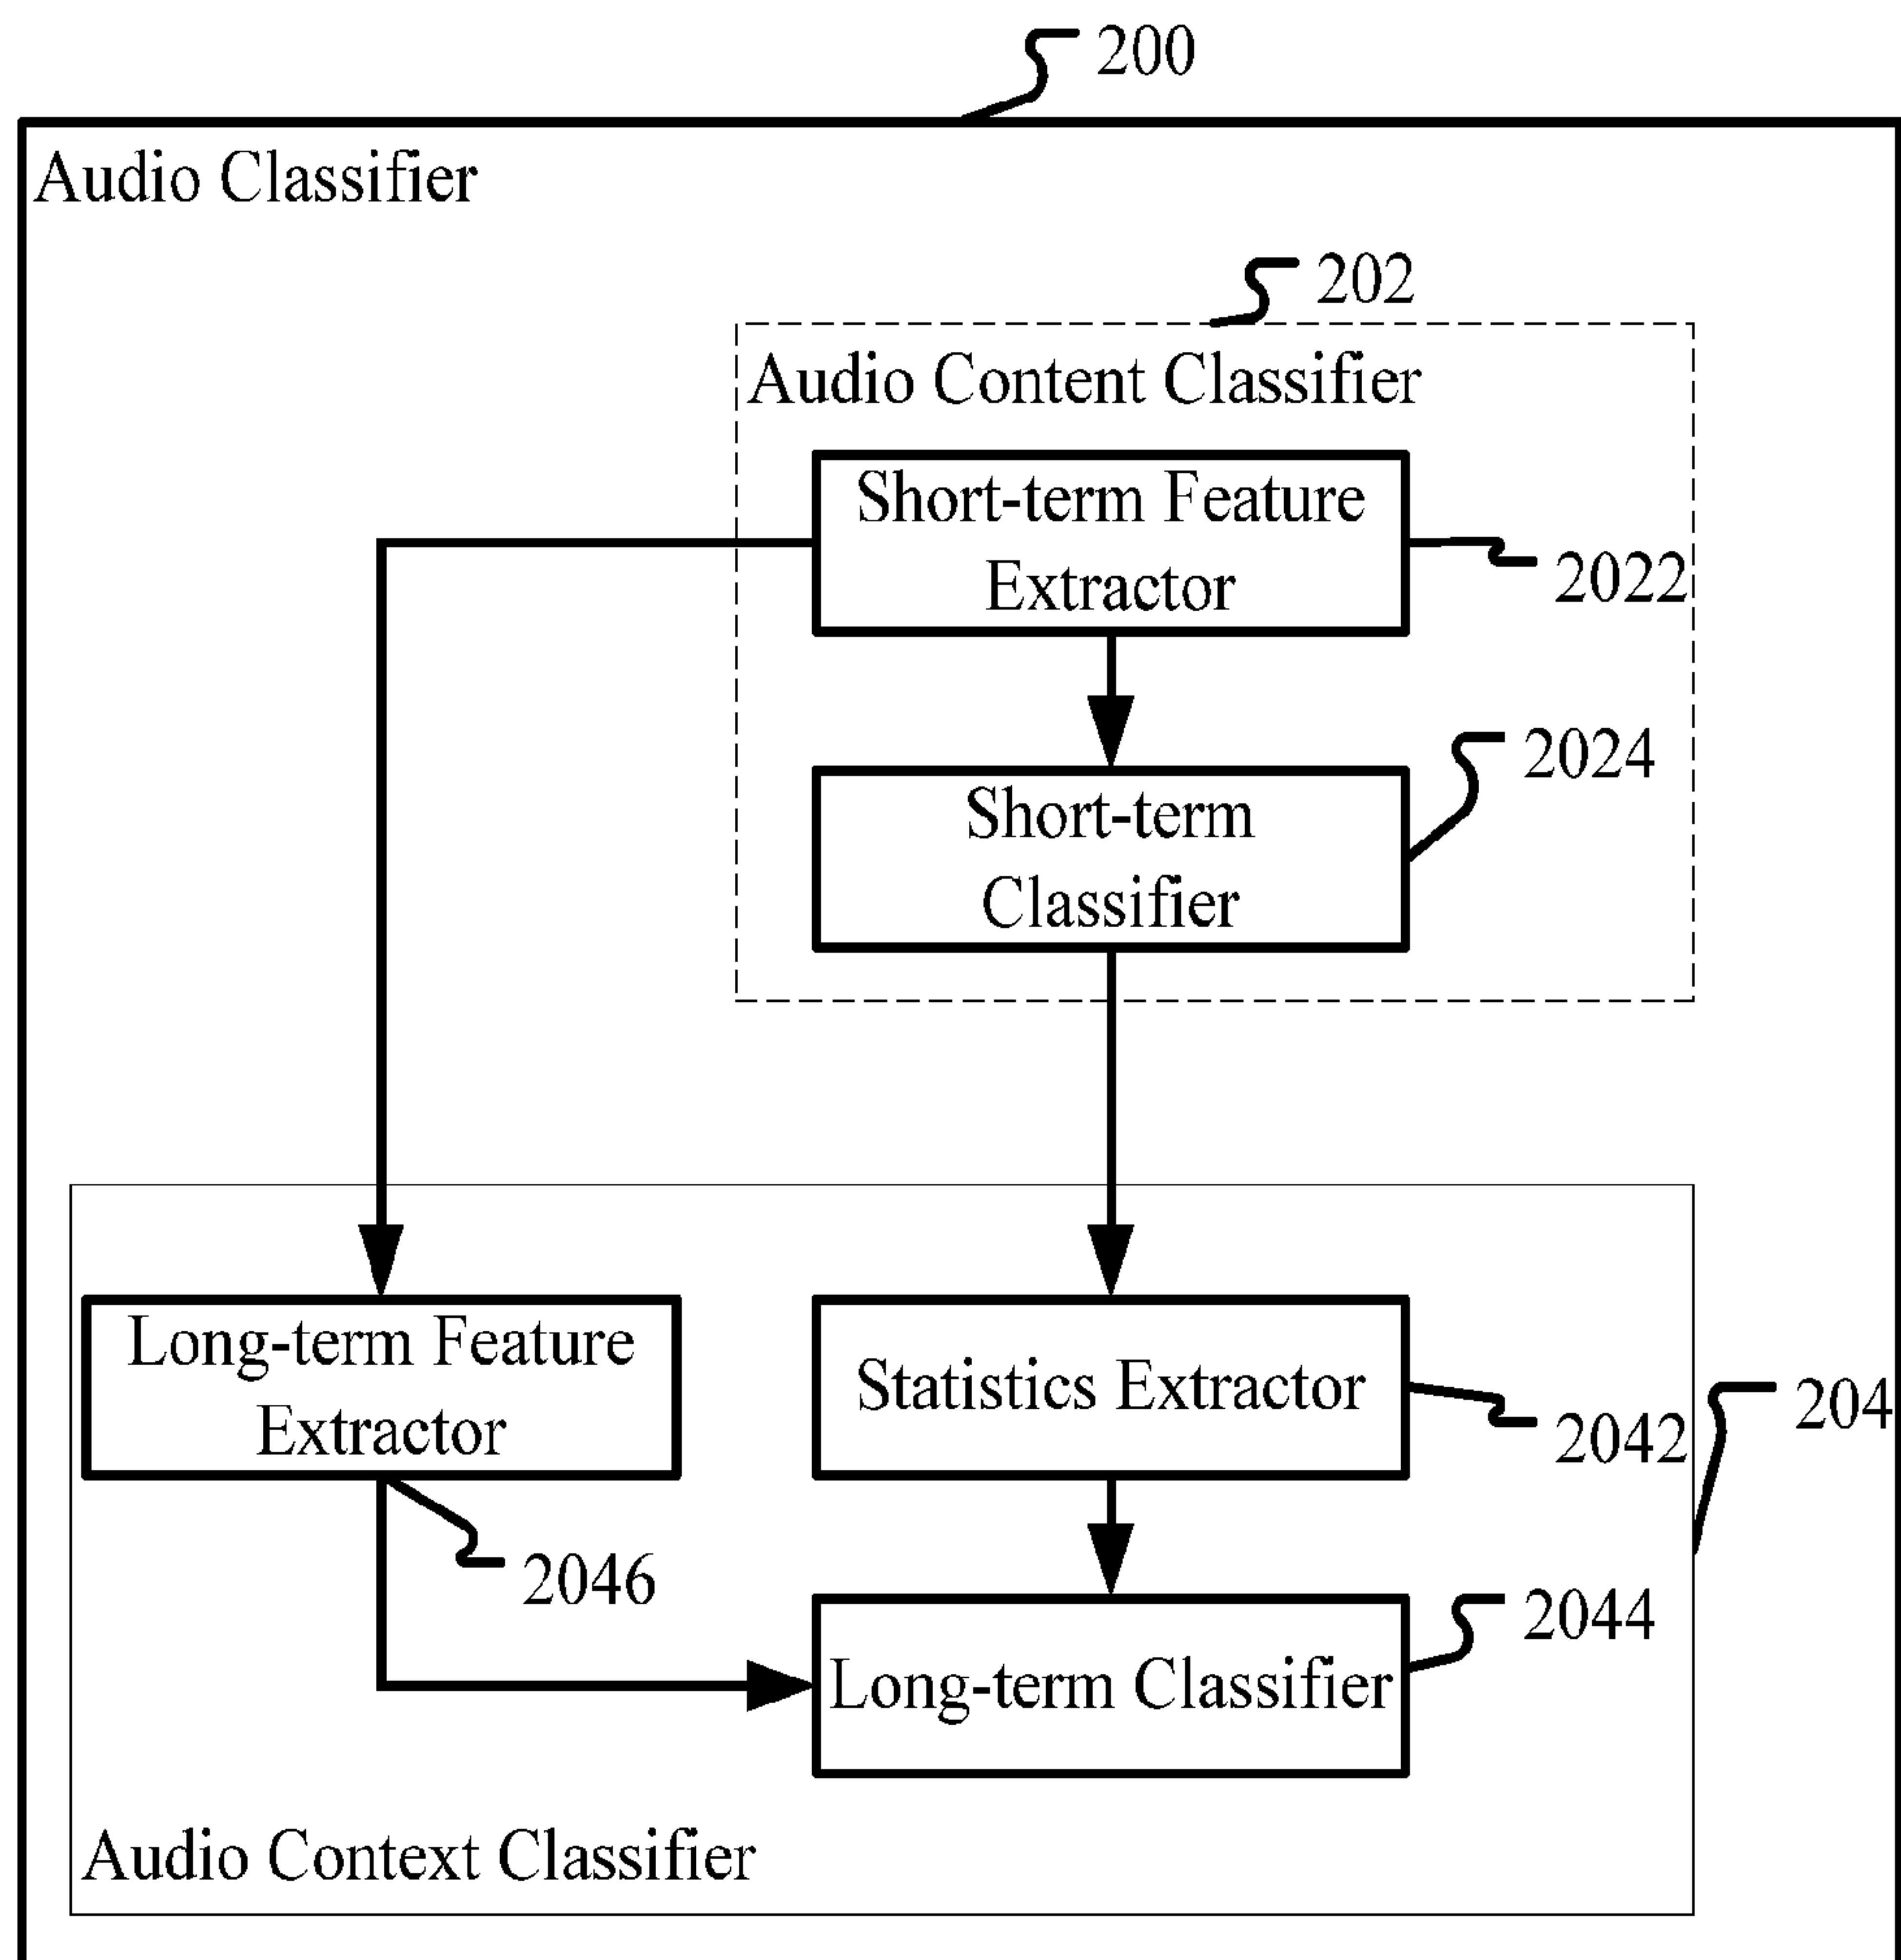 200
Audio Classifier
202
Audio Content Classifier
Short-term Feature
Extractor
2022
Short-term
Classifier
2024
Long-term Feature
Extractor
2046
Statistics Extractor
2042
204
Long-term Classifier
2044
Audio Context Classifier